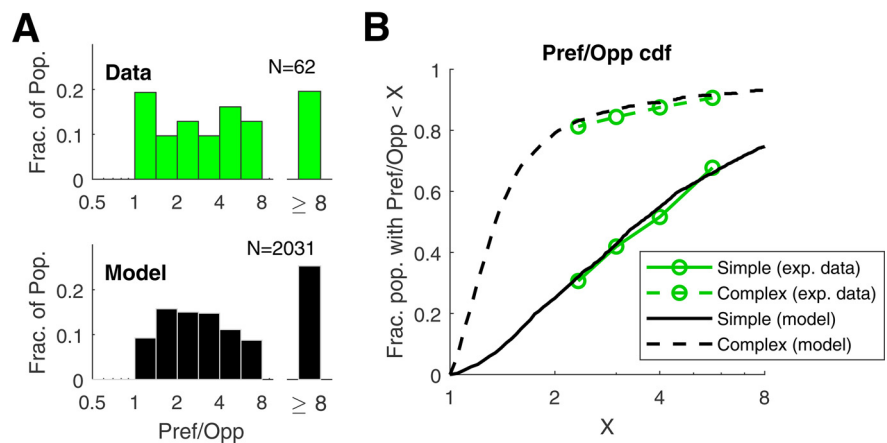 A
Data
N=62
Frac. of Pop.
0.2
0.1
0
0.5 1 2 4 8 ≥ 8
Model
N=2031
Frac. of Pop.
0.2
0.1
0
0.5 1 2 4 8 ≥ 8
Pref/Opp
B
Pref/Opp cdf
Frac. pop. with Pref/Opp < X
1
0.8
0.6
0.4
0.2
0
1 2 4 8
X
Simple (exp. data)
Complex (exp. data)
Simple (model)
Complex (model)